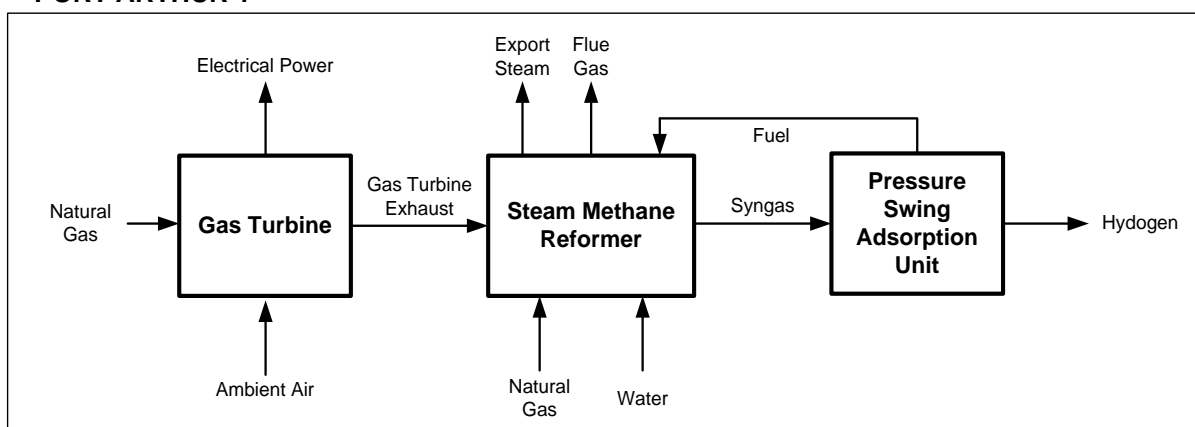 Export
Steam
Flue
Gas
Electrical Power
Fuel
Natural
Gas
Gas Turbine
Gas Turbine
Exhaust
Steam Methane
Reformer
Syngas
Pressure
Swing
Adsorption
Unit
Hydogen
Ambient Air
Natural
Gas
Water